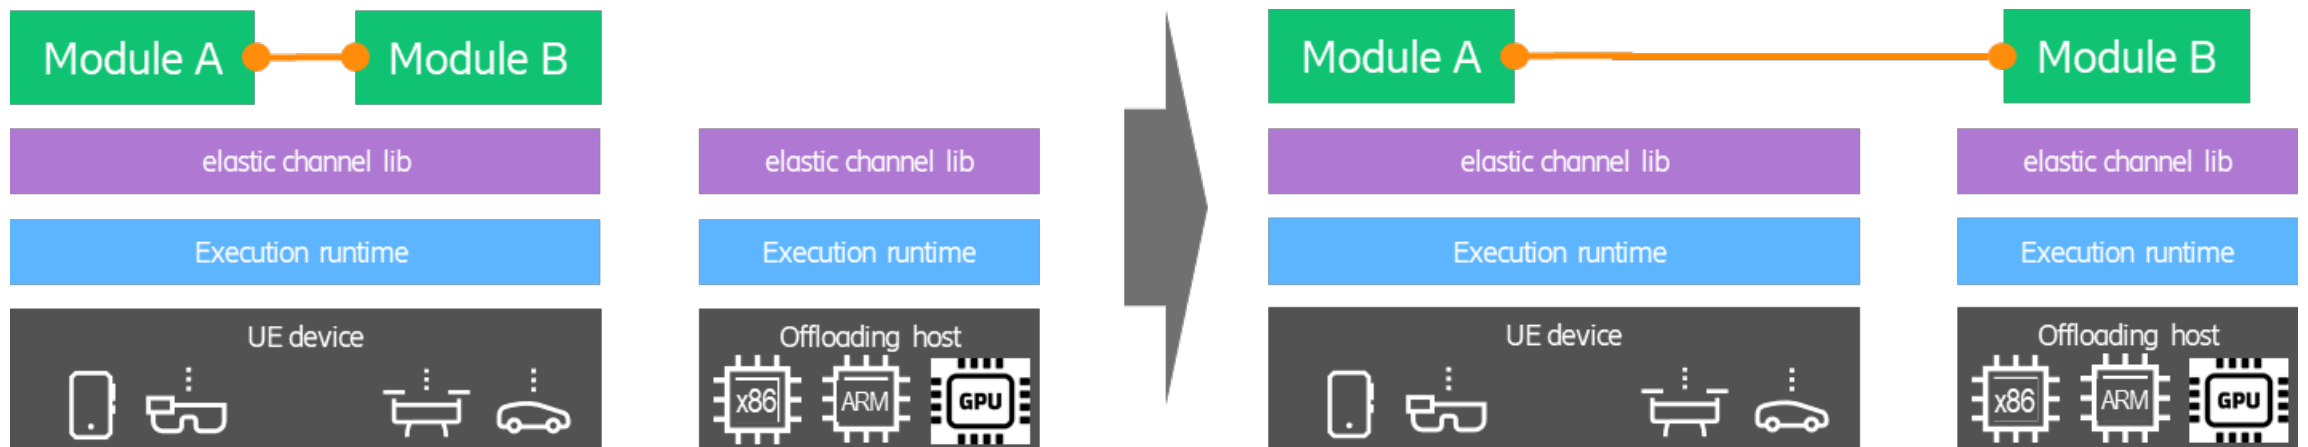 Module A
Module B
elastic channel lib
elastic channel lib
Execution runtime
Execution runtime
UE device
Offloading host
x86
ARM
GPU
Module A
Module B
elastic channel lib
elastic channel lib
Execution runtime
Execution runtime
UE device
Offloading host
x86
ARM
GPU